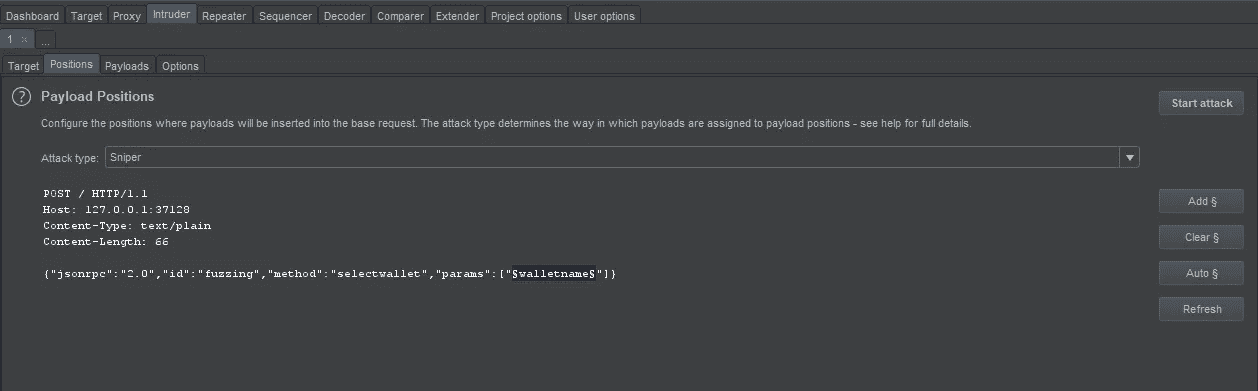 Dashboard Target Proxy Intruder Repeater Sequencer Decoder Comparer Extender Project options User options
1 × ...
Target Positions Payloads Options
? Payload Positions
Start attack
Configure the positions where payloads will be inserted into the base request. The attack type determines the way in which payloads are assigned to payload positions - see help for full details.
Attack type: Sniper
POST / HTTP/1.1
Add §
Host: 127.0.0.1:37128
Content-Type: text/plain
Content-Length: 66
Clear §
{"jsonrpc":"2.0","id":"fuzzing","method":"selectwallet","params":["§walletname§"]}
Auto §
Refresh